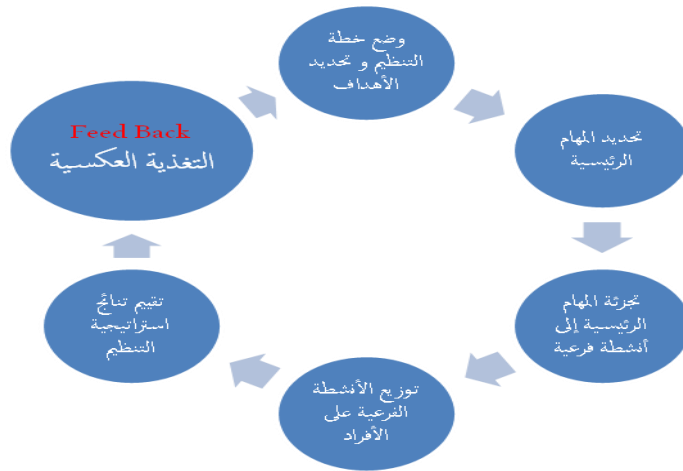 وضع خطة
التنظيم و تحديد
الأهداف
تحديد المهام
الرئيسية
تجزئة المهام
الرئيسية إلى
أنشطة فرعية
توزيع الأنشطة
الفرعية على
الأفراد
تقييم نتائج
استراتيجية
التنظيم
Feed Back
التغذية العكسية